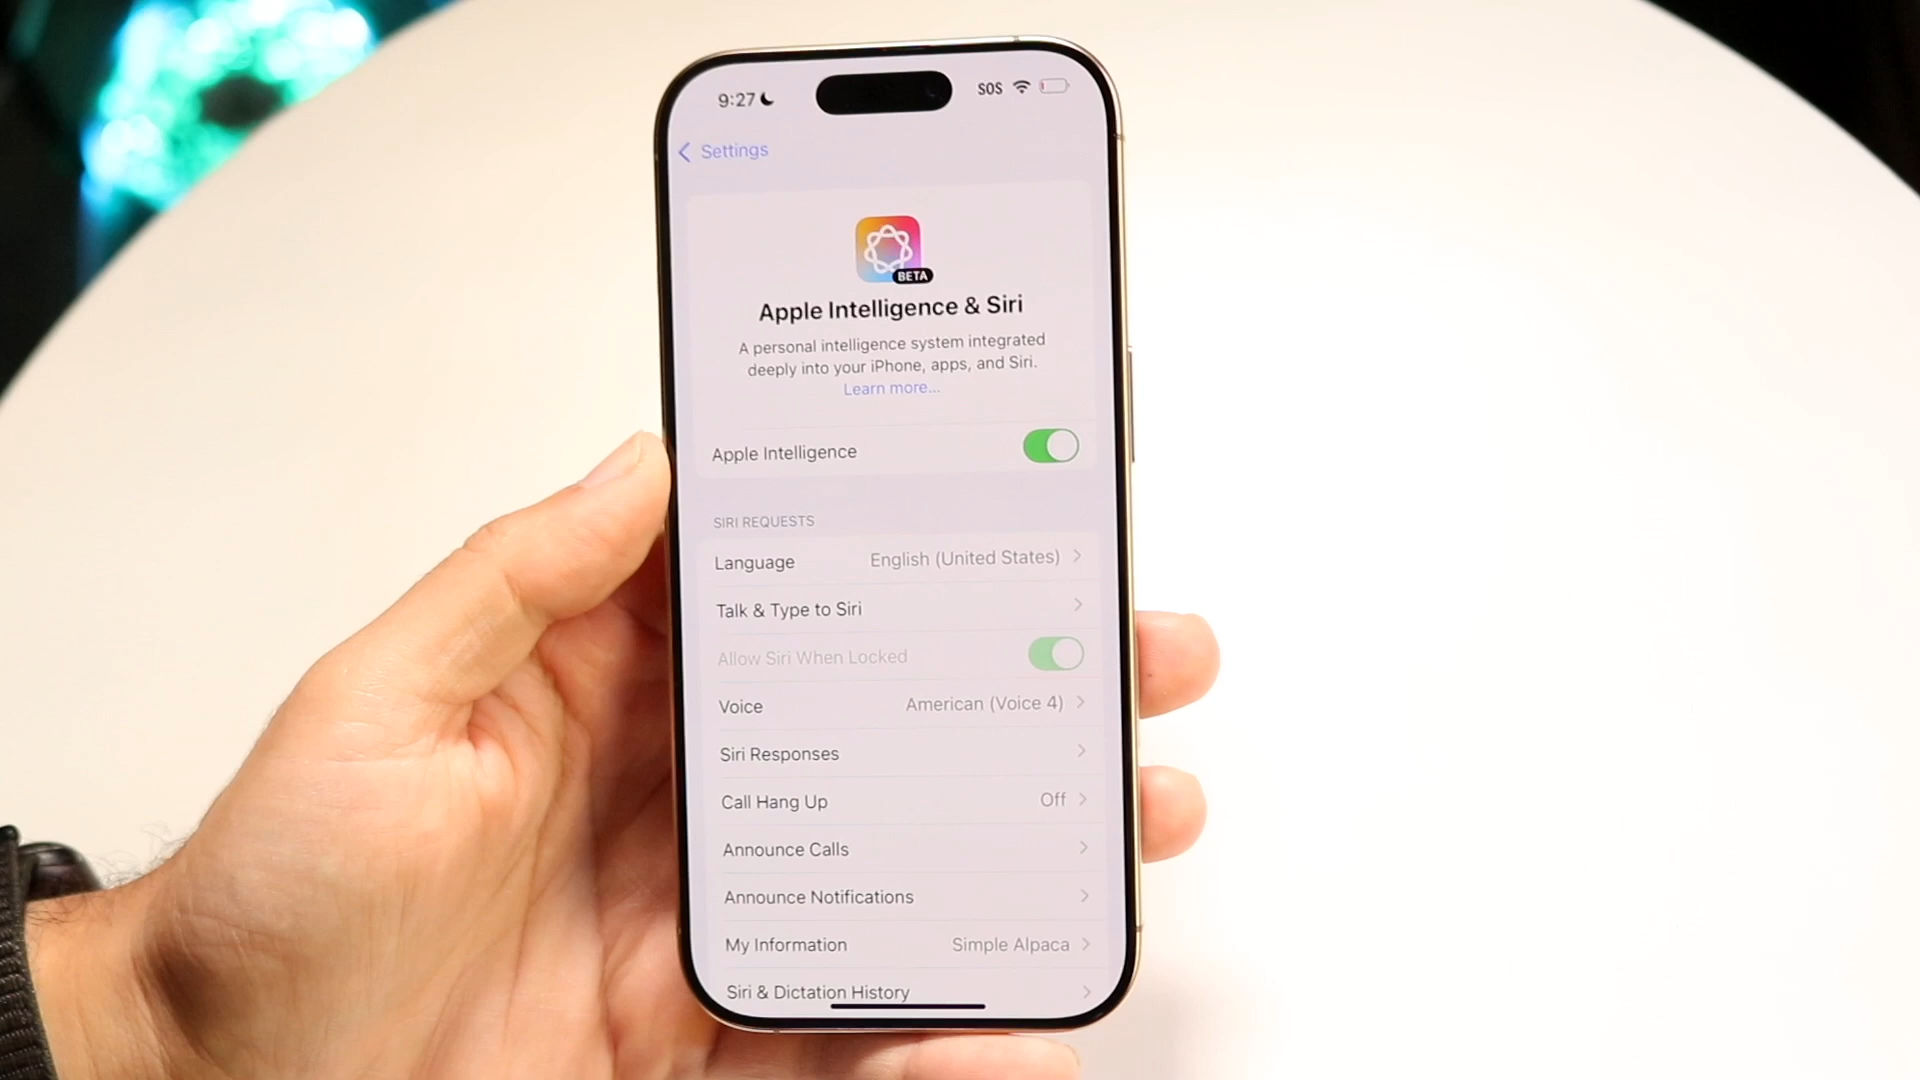 9:27
SOS
Settings
BETA
Apple Intelligence & Siri
A personal intelligence system integrated
deeply into your iPhone, apps, and Siri.
Learn more...
Apple Intelligence
SIRI REQUESTS
Language English (United States)
Talk & Type to Siri
Allow Siri When Locked
Voice American (Voice 4)
Siri Responses
Call Hang Up Off
Announce Calls
Announce Notifications
My Information Simple Alpaca
Siri & Dictation History